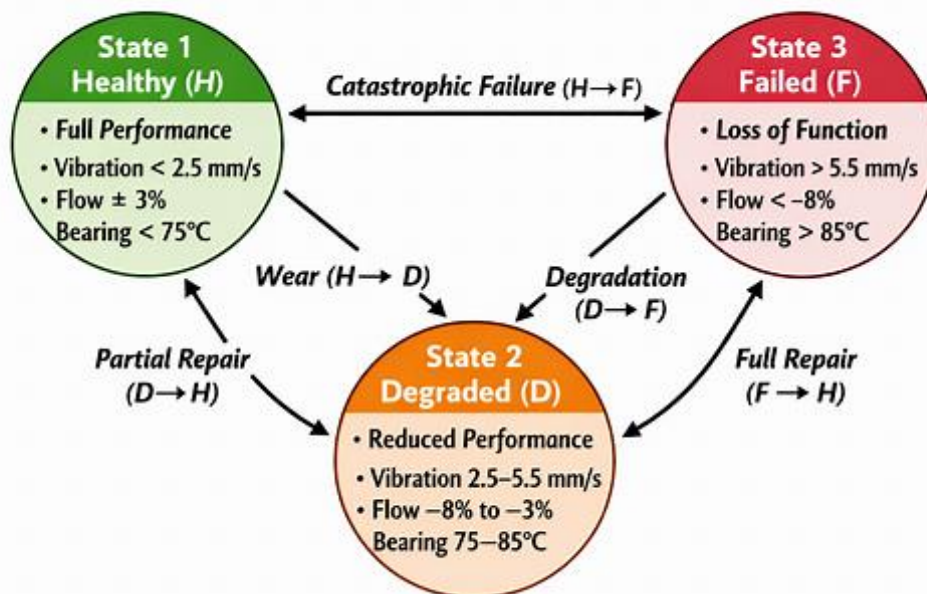 State 1
Healthy (H)
• Full Performance
• Vibration < 2.5 mm/s
• Flow ± 3%
Bearing < 75°C
Catastrophic Failure (H→F)
State 3
Failed (F)
• Loss of Function
• Vibration > 5.5 mm/s
• Flow < –8%
Bearing > 85°C
Wear (H→ D)
Degradation
(D→ F)
Partial Repair
(D→ H)
State 2
Degraded (D)
• Reduced Performance
• Vibration 2.5–5.5 mm/s
• Flow –8% to –3%
Bearing 75–85°C
Full Repair
(F → H)